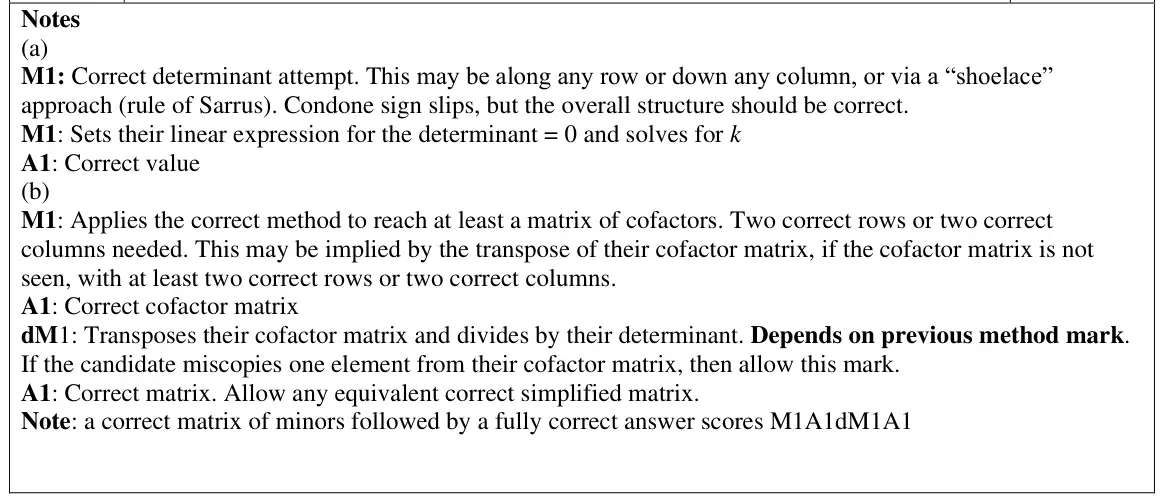 Notes
(a)
M1: Correct determinant attempt. This may be along any row or down any column, or via a “shoelace”
approach (rule of Sarrus). Condone sign slips, but the overall structure should be correct.
M1: Sets their linear expression for the determinant = 0 and solves for k
A1: Correct value
(b)
M1: Applies the correct method to reach at least a matrix of cofactors. Two correct rows or two correct
columns needed. This may be implied by the transpose of their cofactor matrix, if the cofactor matrix is not
seen, with at least two correct rows or two correct columns.
A1: Correct cofactor matrix
dM1: Transposes their cofactor matrix and divides by their determinant. Depends on previous method mark.
If the candidate miscopies one element from their cofactor matrix, then allow this mark.
A1: Correct matrix. Allow any equivalent correct simplified matrix.
Note: a correct matrix of minors followed by a fully correct answer scores M1A1dM1A1